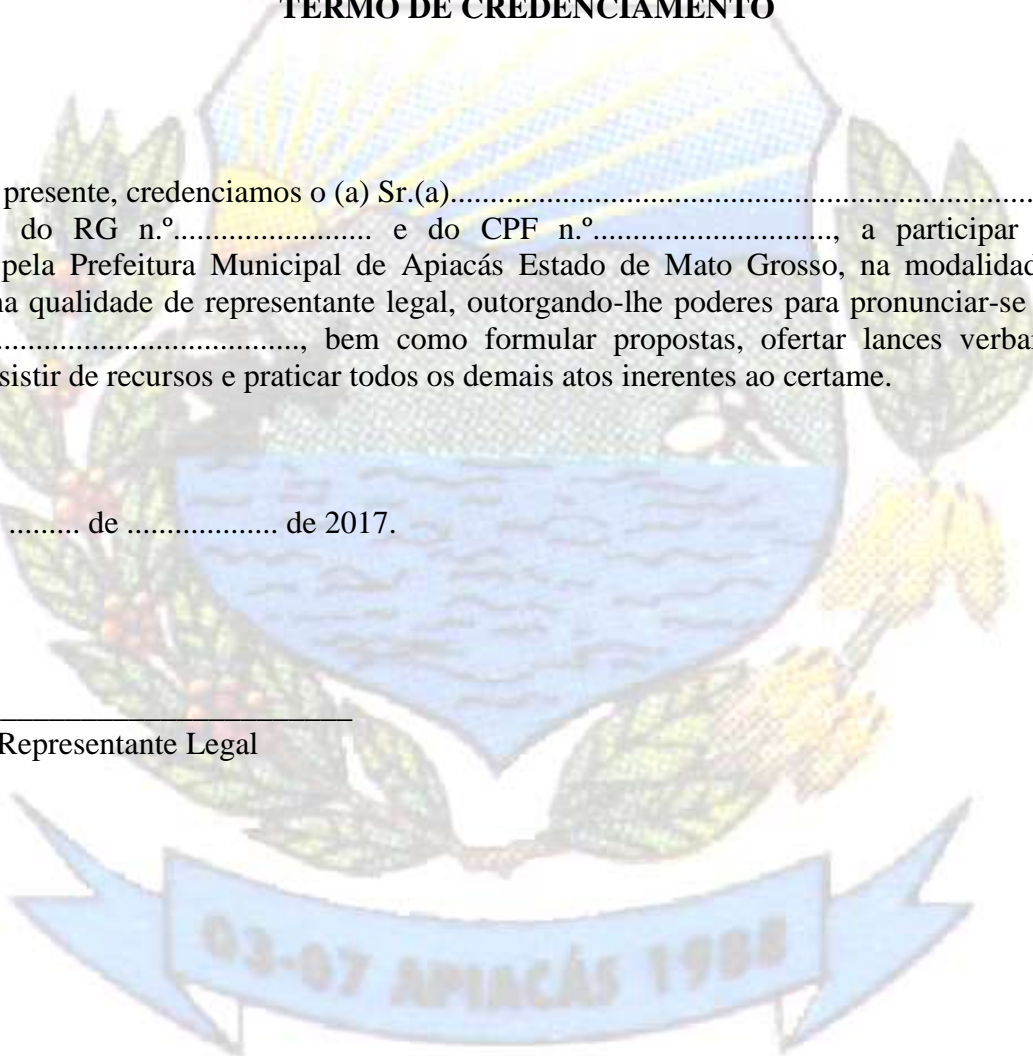 TERMO DE CREDENCIAMENTO
presente, credenciamos o (a) Sr.(a)..........................................................................
do RG n.º......................... e do CPF n.º.............................., a participar
pela Prefeitura Municipal de Apiacás Estado de Mato Grosso, na modalidad
na qualidade de representante legal, outorgando-lhe poderes para pronunciar-se
......................................, bem como formular propostas, ofertar lances verba
sistir de recursos e praticar todos os demais atos inerentes ao certame.
......... de ................... de 2017.
_______________________
Representante Legal
03-07 APIACÁS 1988